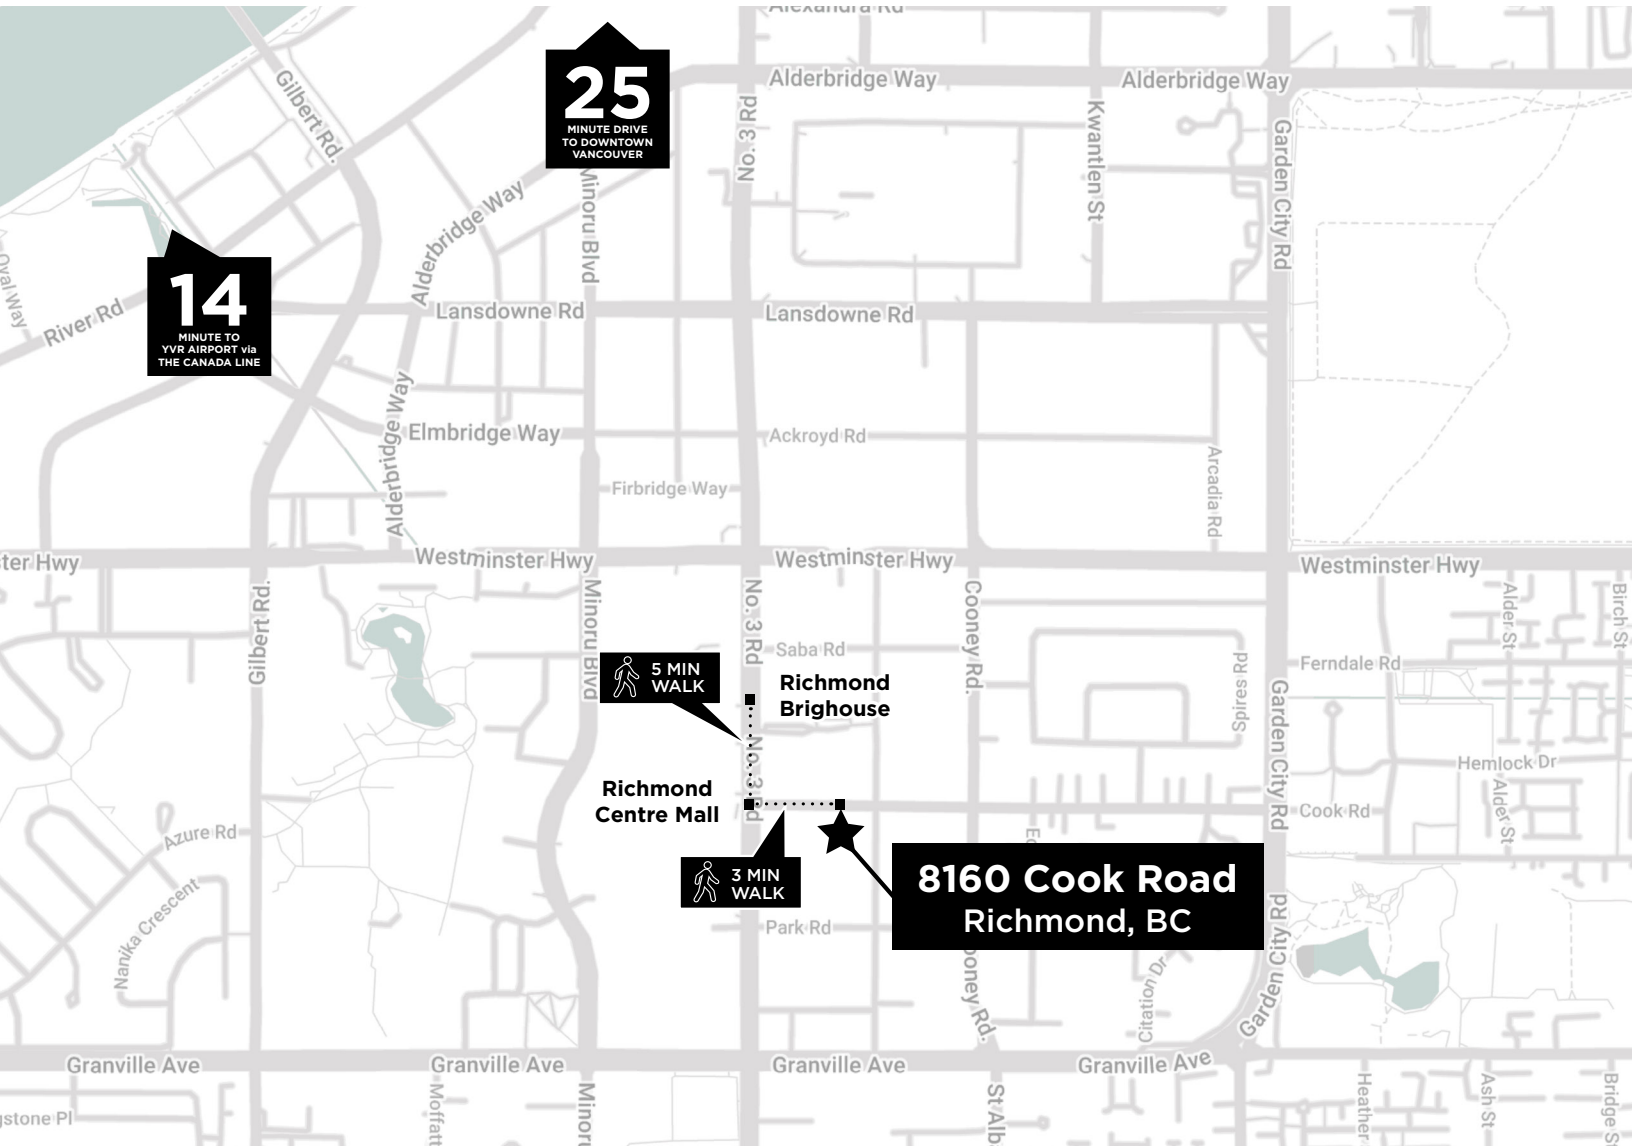 Alexandra Rd
25
MINUTE DRIVE
TO DOWNTOWN
VANCOUVER
Alderbridge Way
Alderbridge Way
Gilbert Rd.
No. 3 Rd
Kwantlen St
Garden City Rd
Alderbridge Way
Minoru Blvd
Oval Way
14
MINUTE TO
YVR AIRPORT via
THE CANADA LINE
River Rd
Lansdowne Rd
Lansdowne Rd
Alderbridge Way
Elmbridge Way
Ackroyd Rd
Arcadia Rd
Firbridge Way
ter Hwy
Westminster Hwy
Westminster Hwy
Westminster Hwy
Gilbert Rd.
Minoru Blvd
No. 3 Rd
Cooney Rd.
Alder St
Birch St
Saba Rd
Spires Rd
Ferndale Rd
5 MIN
WALK
Richmond
Brighouse
Garden City Rd
No. 3 Rd
Hemlock Dr
Alder St
Richmond
Centre Mall
Cook Rd
Azure Rd
3 MIN
WALK
8160 Cook Road
Richmond, BC
Nanika Crescent
Park Rd
ooney Rd.
Citation Dr
Garden City Rd
Garden City Rd
Granville Ave
Granville Ave
Granville Ave
Granville Ave
gstone Pl
Moffatt
Minoru
St Alb
Heather
Ash St
Bridge S